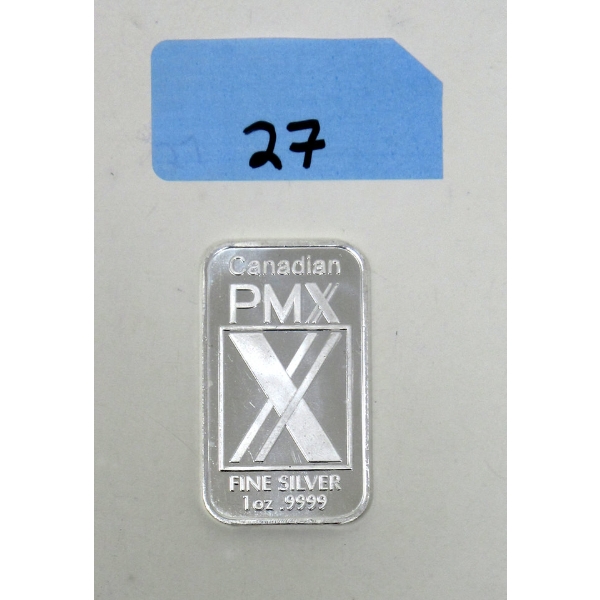 27
Canadian
PMX
X
FINE SILVER
1oz .9999